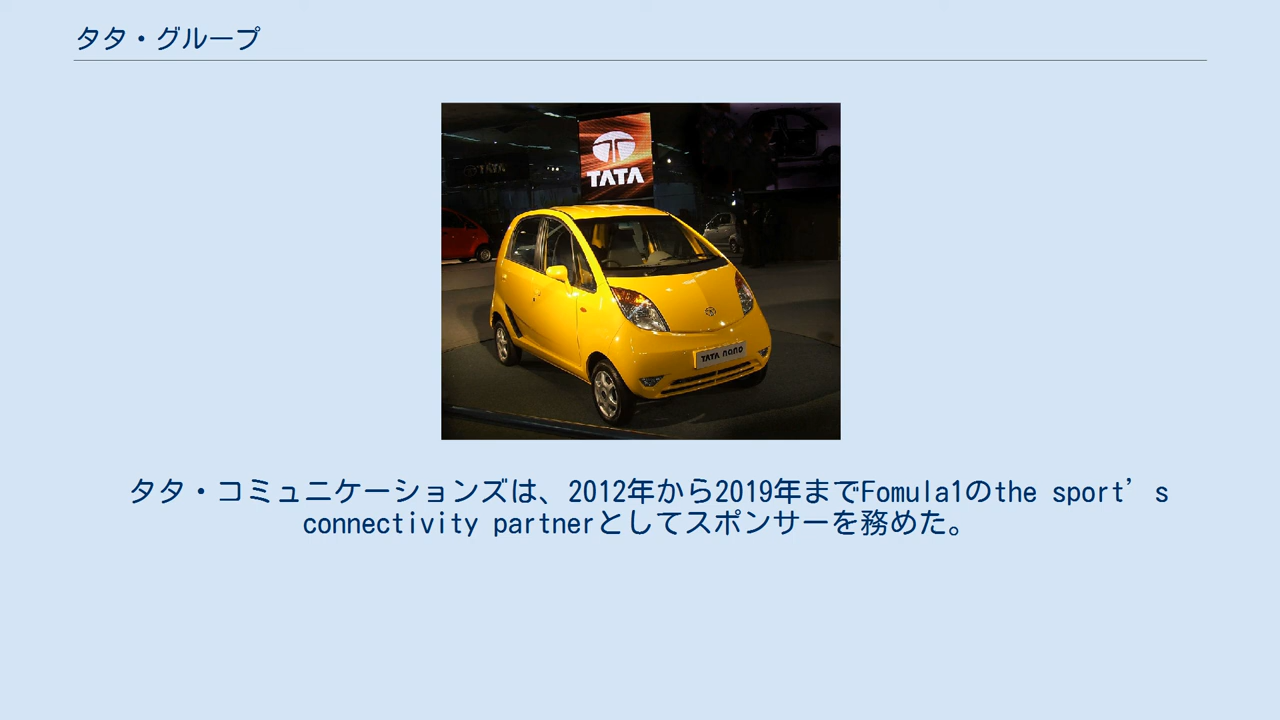 タタ・グループ
TATA
TATA
TATA nano
タタ・コミュニケーションズは、2012年から2019年までFomula1のthe sport’s
connectivity partnerとしてスポンサーを務めた。